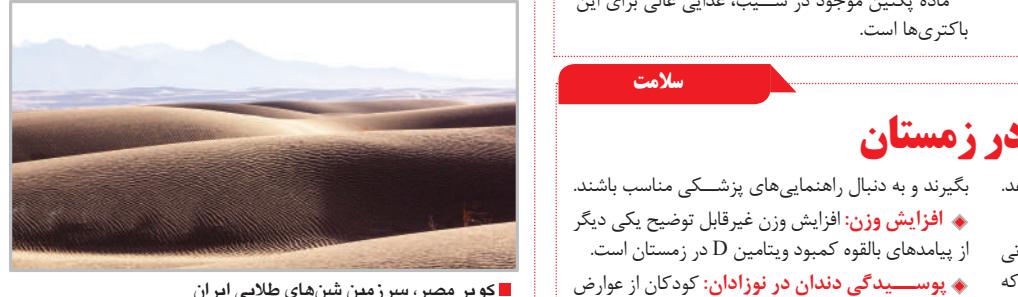 ماده پکتین موجود در سیب، غذایی عالی برای این
باکتری‌ها است.
سلامت
در زمستان
بگیرند و به دنبال راهنمایی‌های پزشکی مناسب باشند.
افزایش وزن: افزایش وزن غیرقابل توضیح یکی دیگر
از پیامدهای بالقوه کمبود ویتامین D در زمستان است.
پوسیدگی دندان در نوزادان: کودکان از عوارض
که
کویر مصر، سرزمین شن‌های طلایی ایران